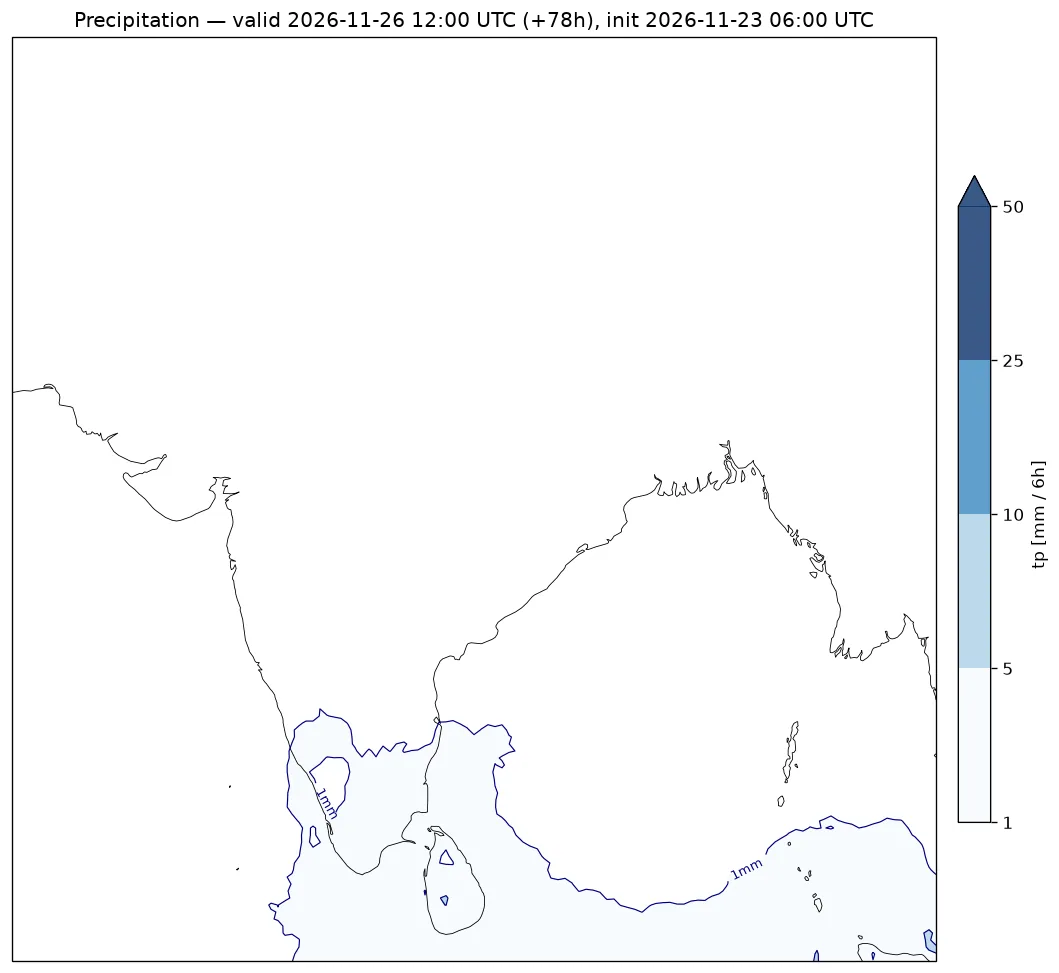 Precipitation — valid 2026-11-26 12:00 UTC (+78h), init 2026-11-23 06:00 UTC
50
25
10
5
1
tp [mm / 6h]
1mm
1mm